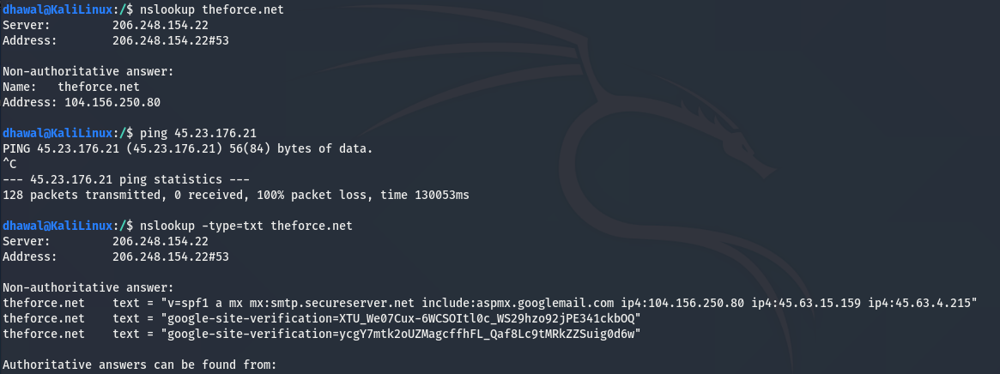 dhawal@KaliLinux:/$ nslookup theforce.net
Server:         206.248.154.22
Address:        206.248.154.22#53
Non-authoritative answer:
Name:   theforce.net
Address: 104.156.250.80
dhawal@KaliLinux:/$ ping 45.23.176.21
PING 45.23.176.21 (45.23.176.21) 56(84) bytes of data.
^C
--- 45.23.176.21 ping statistics ---
128 packets transmitted, 0 received, 100% packet loss, time 130053ms
dhawal@KaliLinux:/$ nslookup -type=txt theforce.net
Server:         206.248.154.22
Address:        206.248.154.22#53
Non-authoritative answer:
theforce.net    text = "v=spf1 a mx mx:smtp.secureserver.net include:aspmx.googlemail.com ip4:104.156.250.80 ip4:45.63.15.159 ip4:45.63.4.215"
theforce.net    text = "google-site-verification=XTU_We07Cux-6WCSOItl0c_WS29hzo92jPE341ckbOQ"
theforce.net    text = "google-site-verification=ycgY7mtk2oUZMagcffhFL_Qaf8Lc9tMRkZZSuig0d6w"
Authoritative answers can be found from: